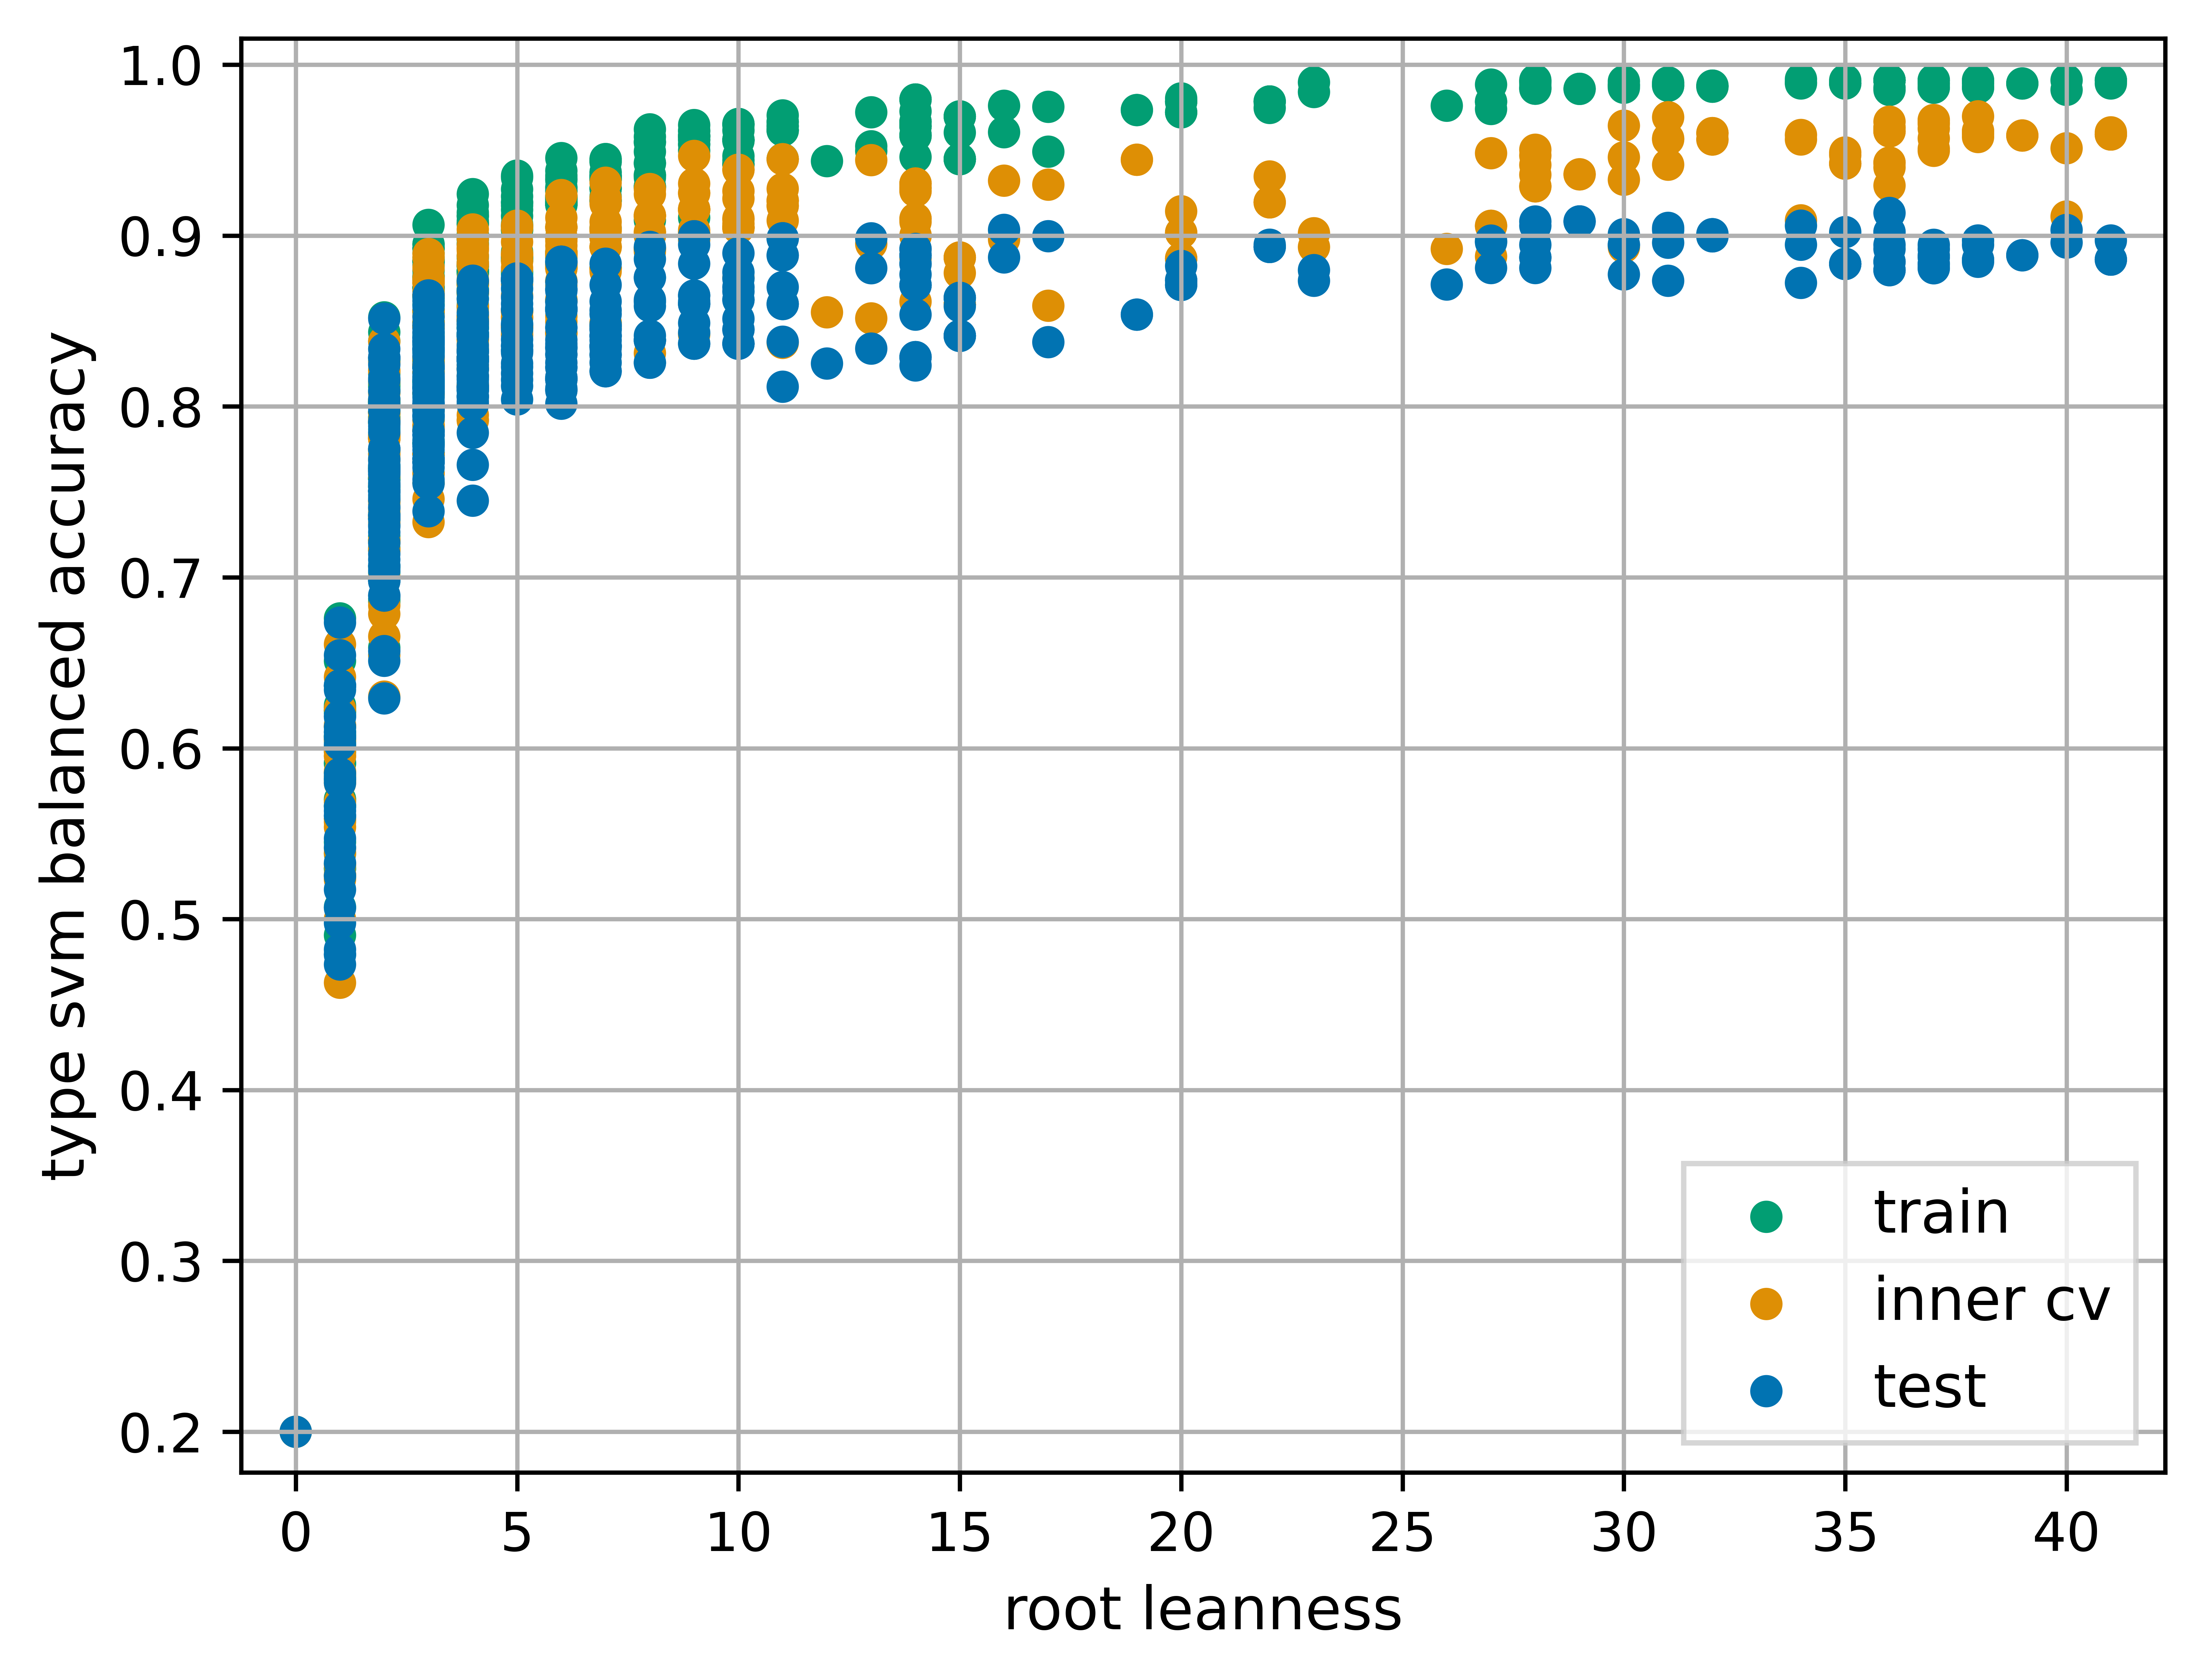 1.0
0.9
0.8
0.7
0.6
0.5
0.4
0.3
0.2
type svm balanced accuracy
train
inner cv
test
0 5 10 15 20 25 30 35 40
root leanness